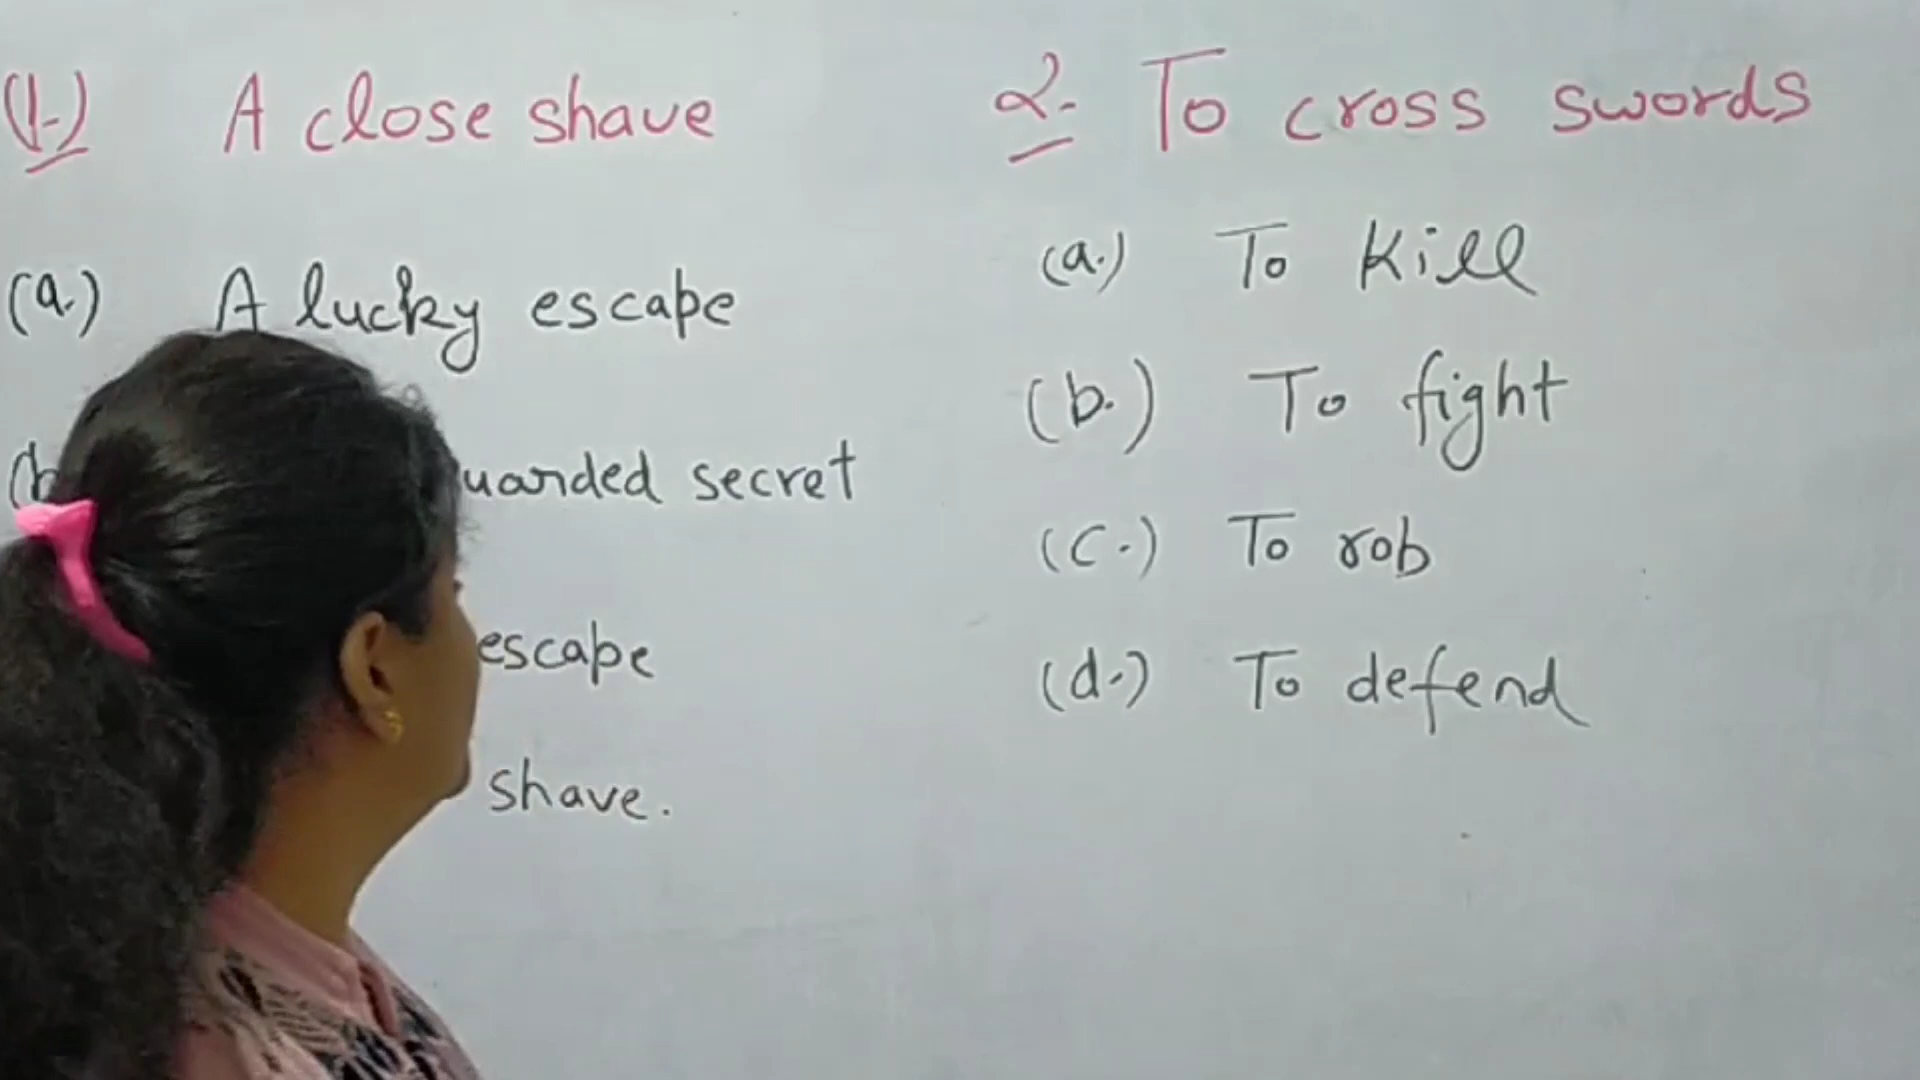 (1.) A close shave
(a.) A lucky escape
secret
escape
shave.
2. To cross swords
(a.) To kill
(b.) To fight
(c.) To rob
(d.) To defend